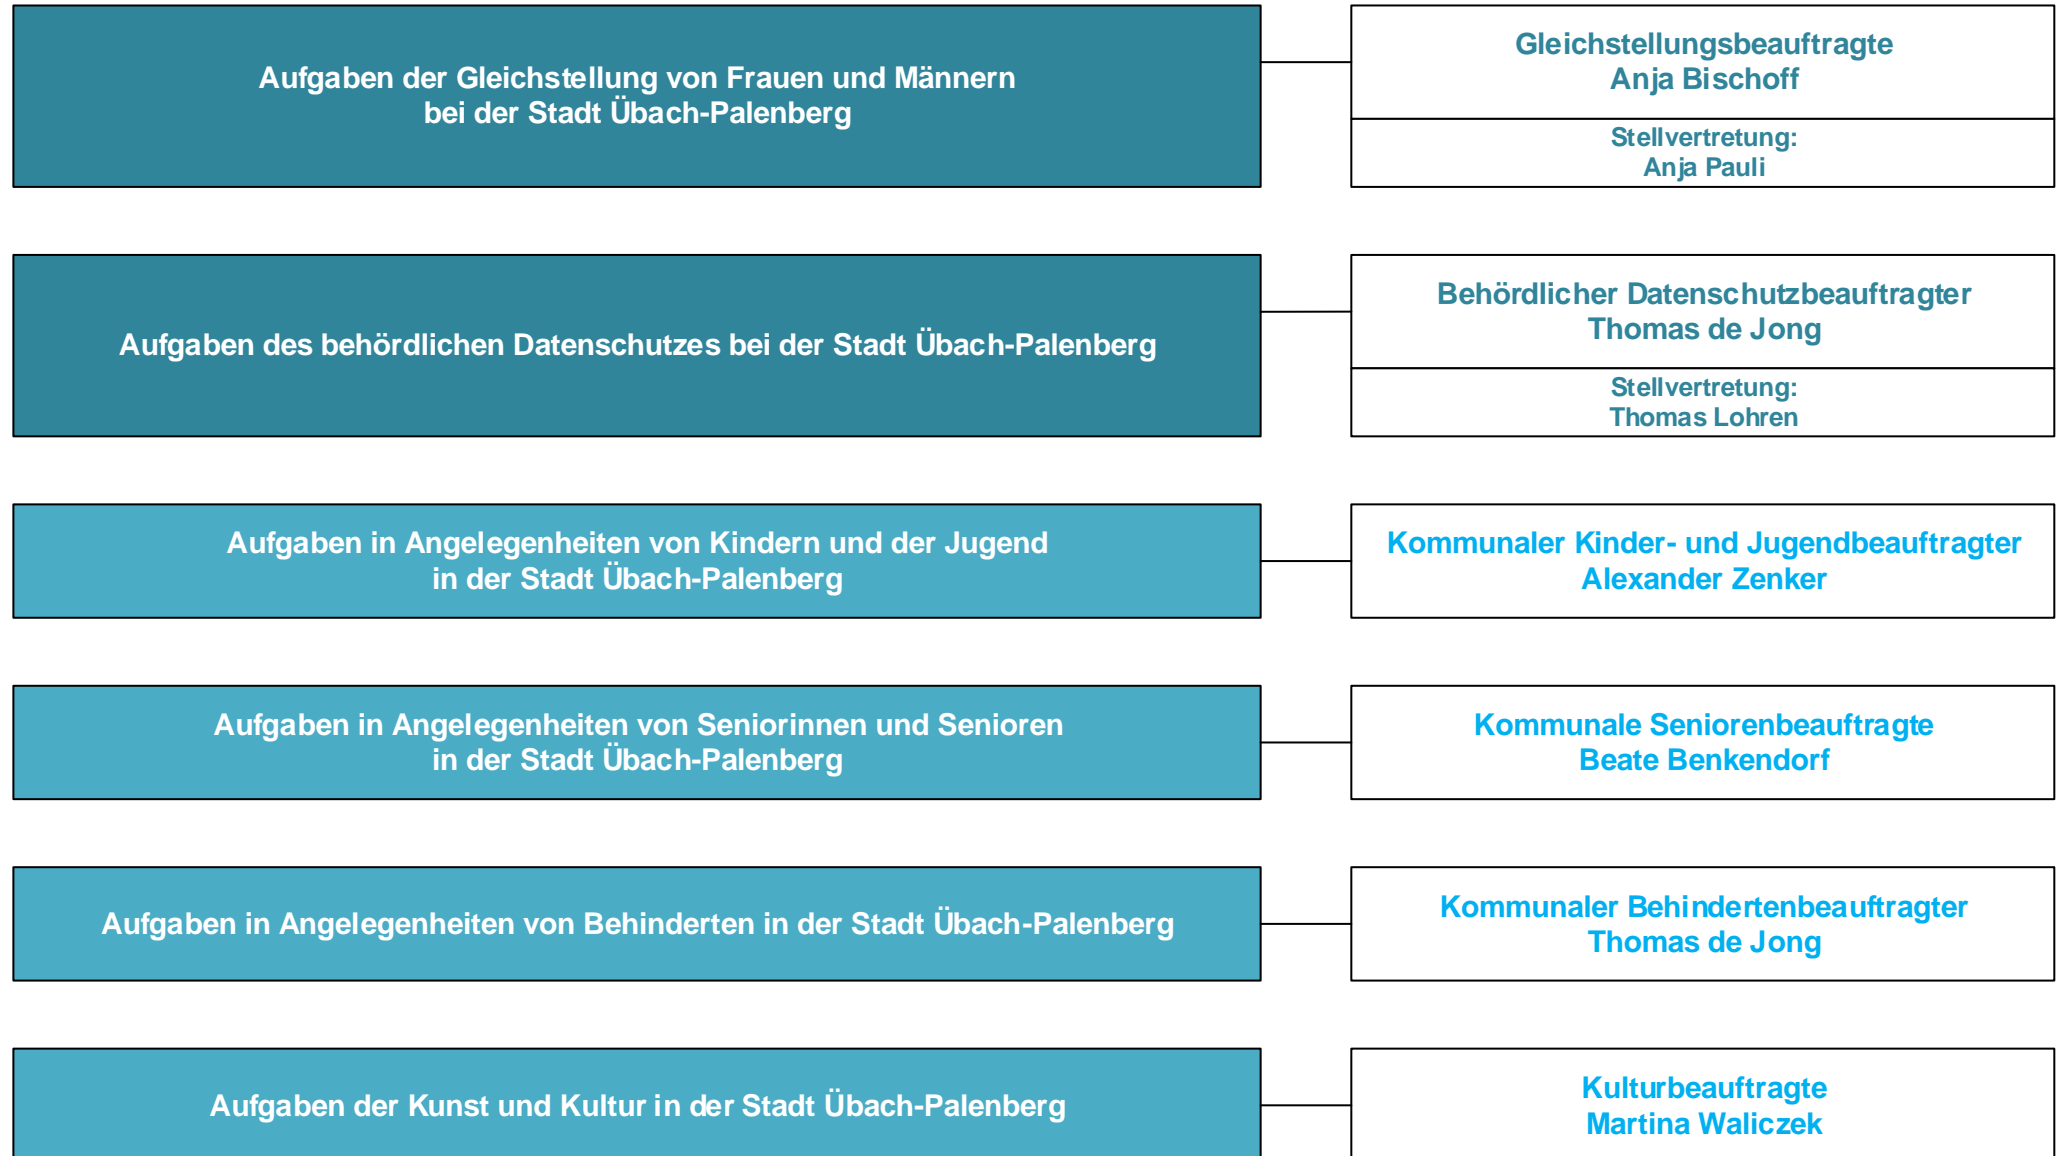 Aufgaben der Gleichstellung von Frauen und Männern
bei der Stadt Übach-Palenberg
Gleichstellungsbeauftragte
Anja Bischoff
Stellvertretung:
Anja Pauli
Aufgaben des behördlichen Datenschutzes bei der Stadt Übach-Palenberg
Behördlicher Datenschutzbeauftragter
Thomas de Jong
Stellvertretung:
Thomas Lohren
Aufgaben in Angelegenheiten von Kindern und der Jugend
in der Stadt Übach-Palenberg
Kommunaler Kinder- und Jugendbeauftragter
Alexander Zenker
Aufgaben in Angelegenheiten von Seniorinnen und Senioren
in der Stadt Übach-Palenberg
Kommunale Seniorenbeauftragte
Beate Benkendorf
Aufgaben in Angelegenheiten von Behinderten in der Stadt Übach-Palenberg
Kommunaler Behindertenbeauftragter
Thomas de Jong
Aufgaben der Kunst und Kultur in der Stadt Übach-Palenberg
Kulturbeauftragte
Martina Waliczek